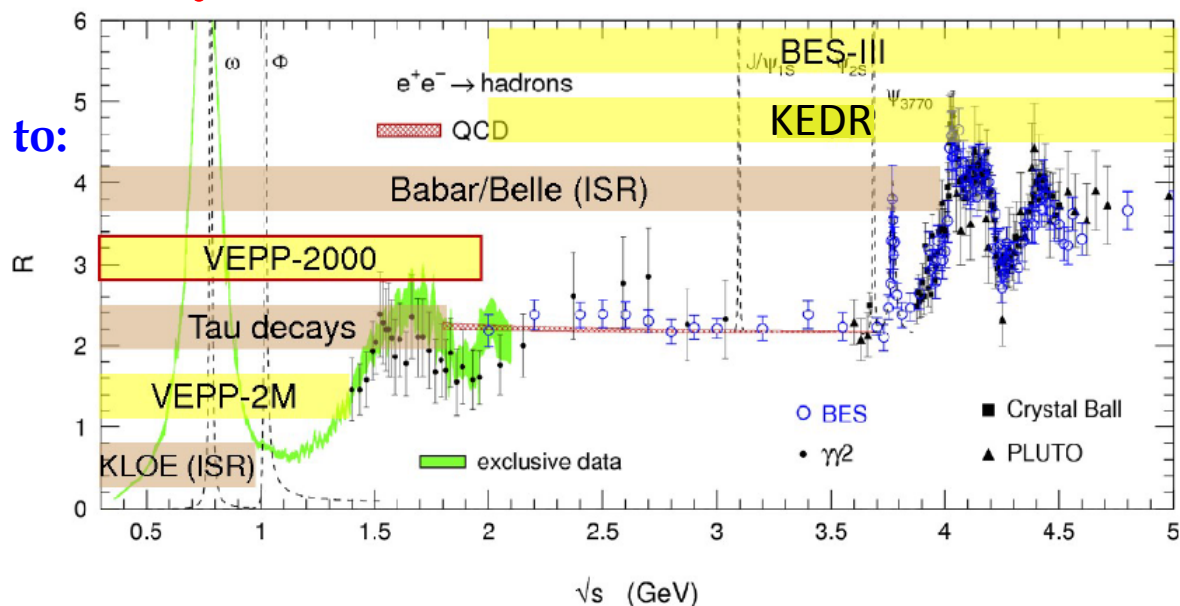 to:
6
5
4
3
2
1
0
R
ω Φ
BES-III
J/ψ1S ψ2S
e+e− → hadrons
ψ3770
QCD
KEDR
Babar/Belle (ISR)
VEPP-2000
Tau decays
VEPP-2M
KLOE (ISR)
BES
Crystal Ball
γγ2
PLUTO
exclusive data
0.5 1 1.5 2 2.5 3 3.5 4 4.5 5
√s (GeV)